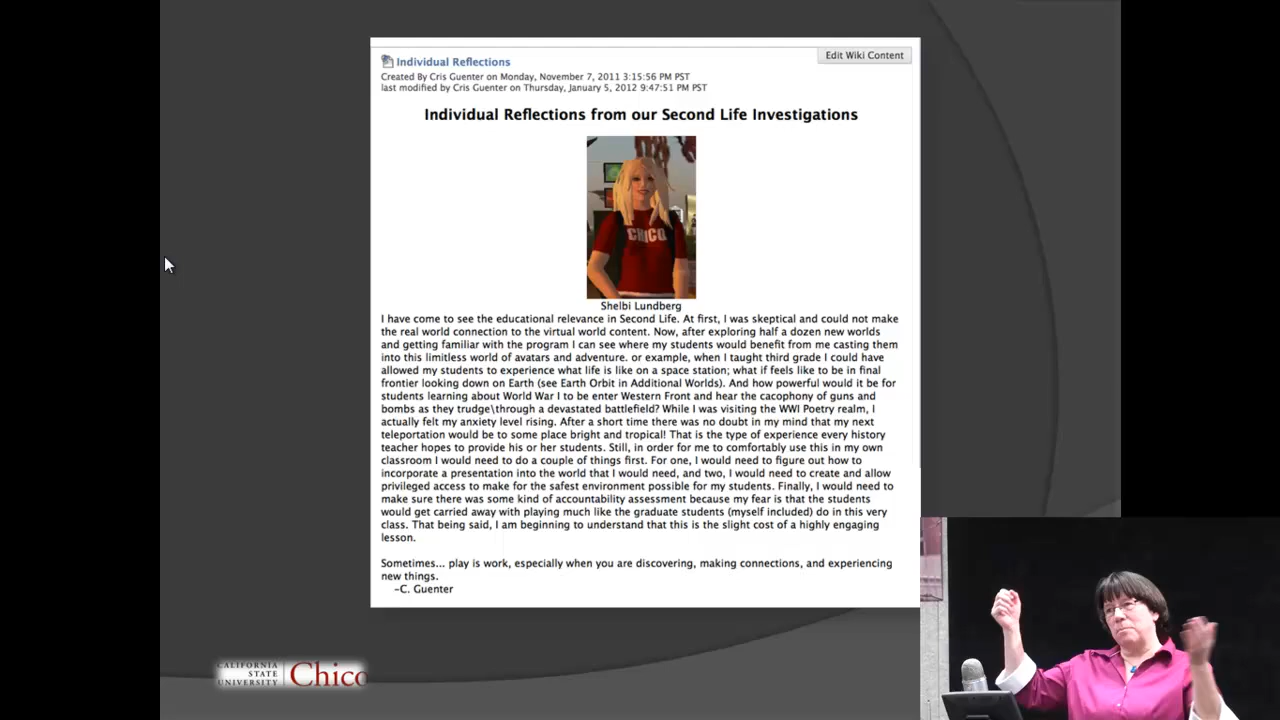 Individual Reflections
Edit Wiki Content
Created By Cris Guenter on Monday, November 7, 2011 3:15:56 PM PST
last modified by Cris Guenter on Thursday, January 5, 2012 9:47:51 PM PST
Individual Reflections from our Second Life Investigations
CHICO
Shelbi Lundberg
I have come to see the educational relevance in Second Life. At first, I was skeptical and could not make
the real world connection to the virtual world content. Now, after exploring half a dozen new worlds
and getting familiar with the program I can see where my students would benefit from me casting them
into this limitless world of avatars and adventure. or example, when I taught third grade I could have
allowed my students to experience what life is like on a space station; what if feels like to be in final
frontier looking down on Earth (see Earth Orbit in Additional Worlds). And how powerful would it be for
students learning about World War I to be enter Western Front and hear the cacophony of guns and
bombs as they trudge\through a devastated battlefield? While I was visiting the WWI Poetry realm, I
actually felt my anxiety level rising. After a short time there was no doubt in my mind that my next
teleportation would be to some place bright and tropical! That is the type of experience every history
teacher hopes to provide his or her students. Still, in order for me to comfortably use this in my own
classroom I would need to do a couple of things first. For one, I would need to figure out how to
incorporate a presentation into the world that I would need, and two, I would need to create and allow
privileged access to make for the safest environment possible for my students. Finally, I would need to
make sure there was some kind of accountability assessment because my fear is that the students
would get carried away with playing much like the graduate students (myself included) do in this very
class. That being said, I am beginning to understand that this is the slight cost of a highly engaging
lesson.
Sometimes... play is work, especially when you are discovering, making connections, and experiencing
new things.
-C. Guenter
CALIFORNIA
STATE
UNIVERSITY
Chico